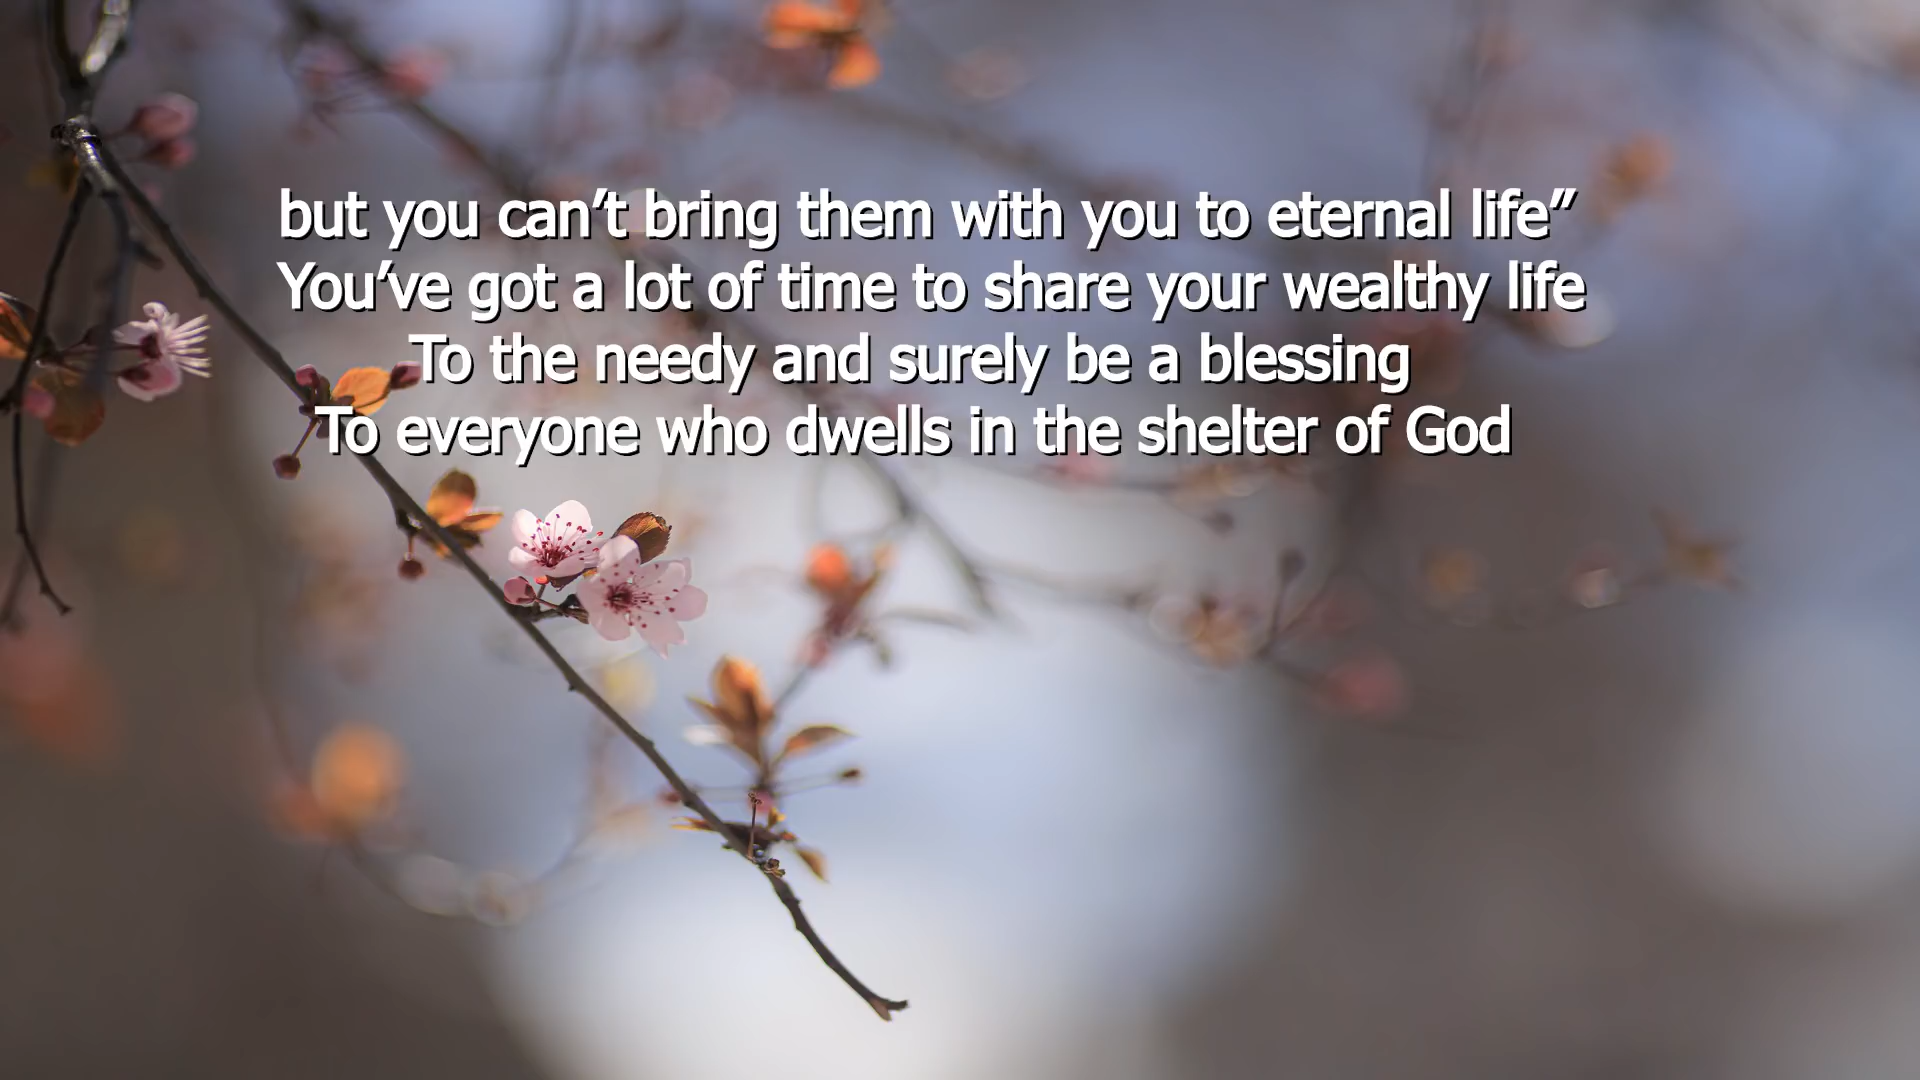 but you can’t bring them with you to eternal life”
You’ve got a lot of time to share your wealthy life
To the needy and surely be a blessing
To everyone who dwells in the shelter of God